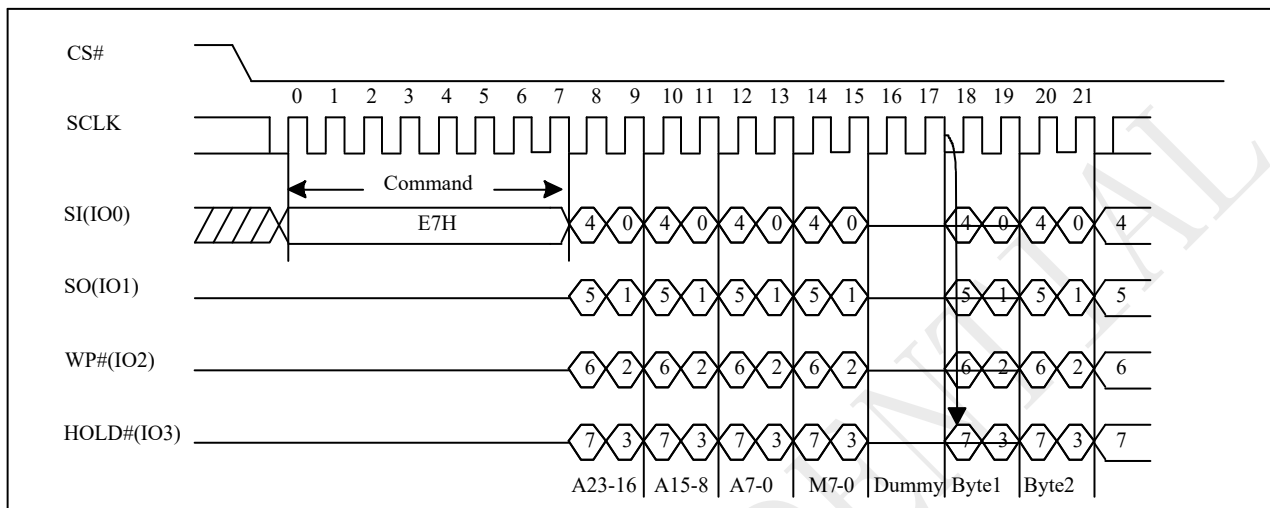 CS#
0 1 2 3 4 5 6 7 8 9 10 11 12 13 14 15 16 17 18 19 20 21
SCLK
Command
SI(IO0) E7H 4 0 4 0 4 0 4 0 4 0 4 0 4
SO(IO1) 5 1 5 1 5 1 5 1 5 1 5 1 5
WP#(IO2) 6 2 6 2 6 2 6 2 6 2 6 2 6
HOLD#(IO3) 7 3 7 3 7 3 7 3 7 3 7 3 7
A23-16 A15-8 A7-0 M7-0 Dummy Byte1 Byte2
ENTIAL